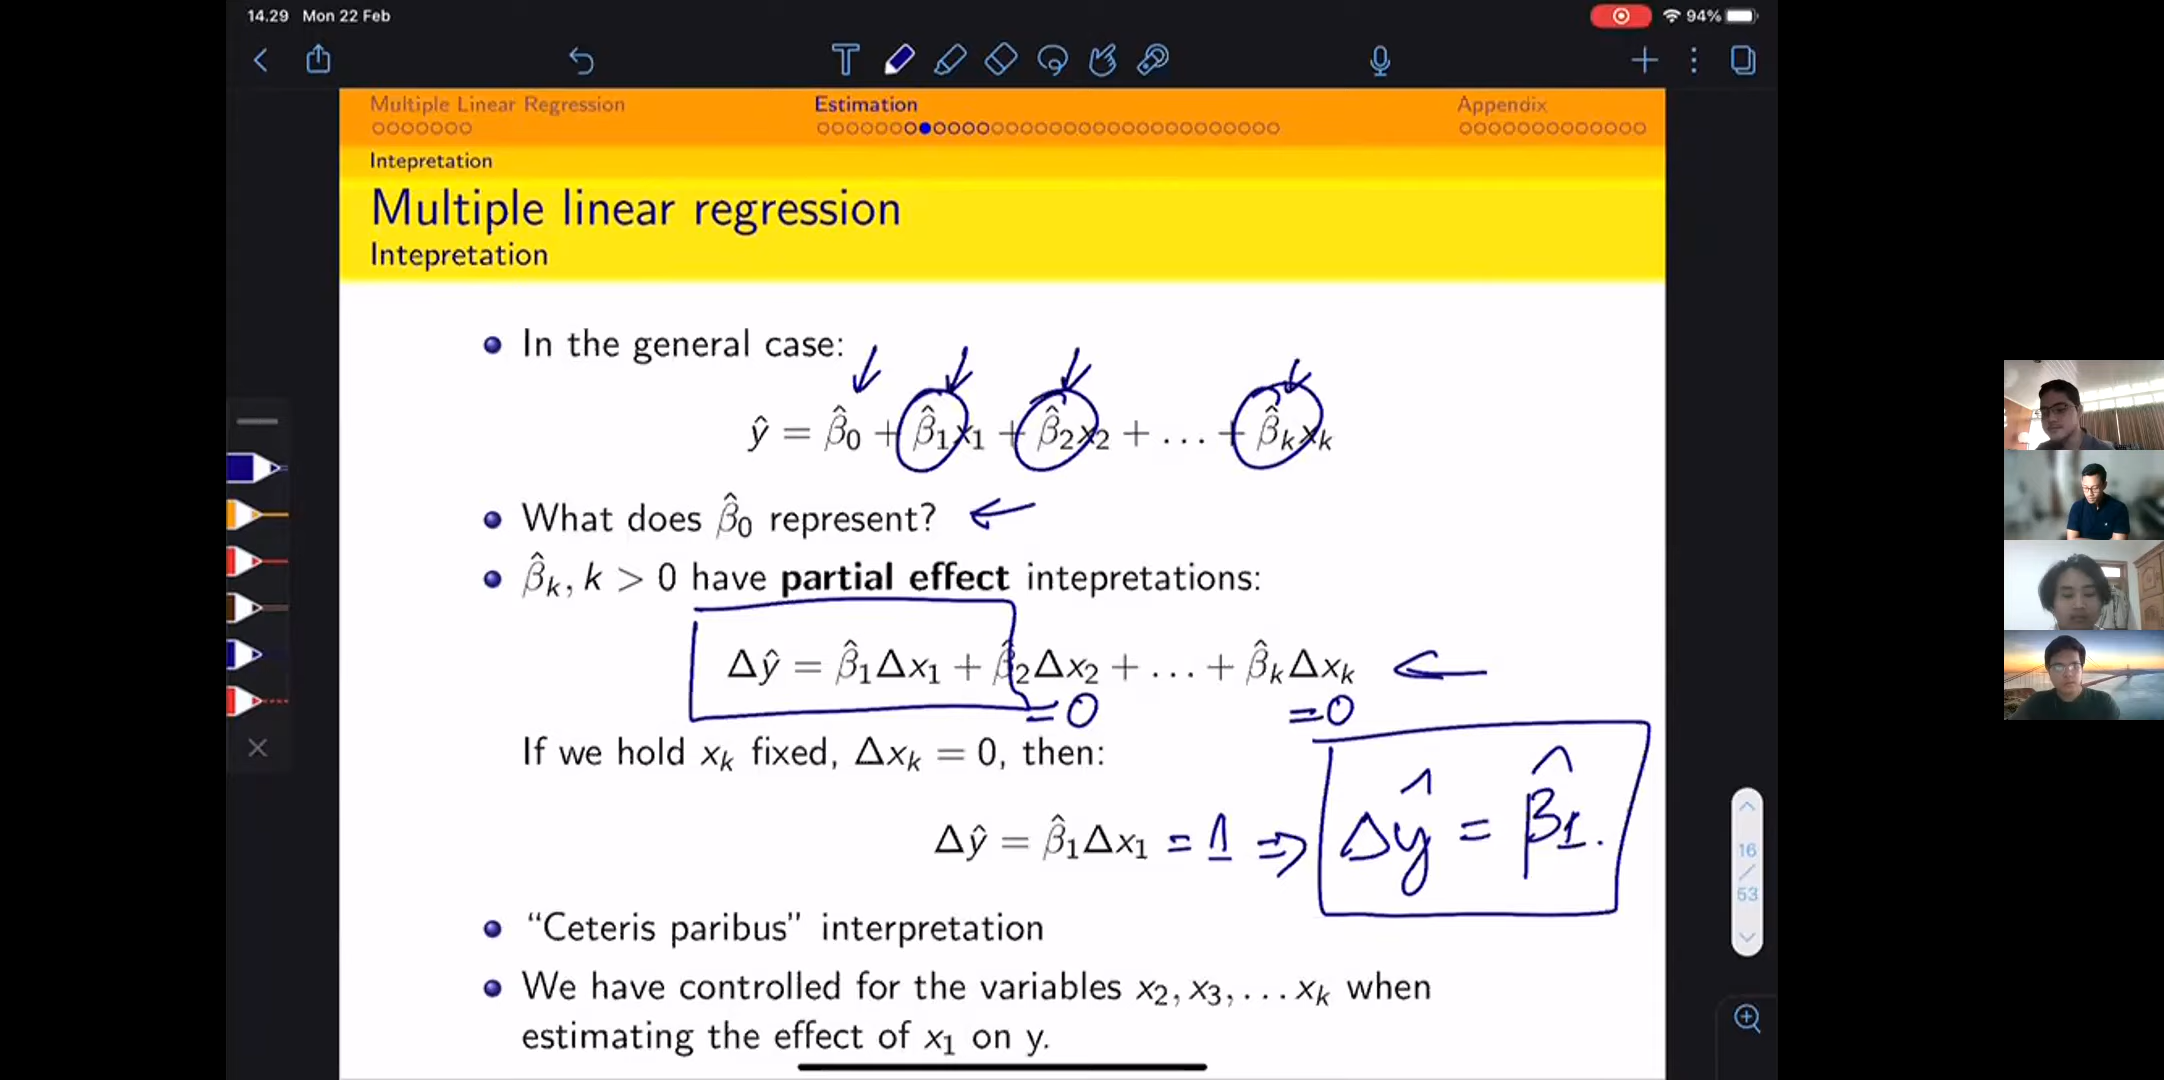 14.29 Mon 22 Feb
94%
Multiple Linear Regression Estimation Appendix
Intepretation
Multiple linear regression
Intepretation
In the general case:
ŷ = β̂₀ + β̂₁x₁ + β̂₂x₂ + … + β̂ₖxₖ
What does β̂₀ represent? ←
β̂ₖ, k > 0 have partial effect intepretations:
Δŷ = β̂₁Δx₁ + β̂₂Δx₂ + … + β̂ₖΔxₖ ←
=0 =0
If we hold xₖ fixed, Δxₖ = 0, then:
Δŷ = β̂₁Δx₁ = 1 ⇒ Δŷ = β̂₁.
“Ceteris paribus” interpretation
We have controlled for the variables x₂, x₃, … xₖ when
estimating the effect of x₁ on y.
16
/
53